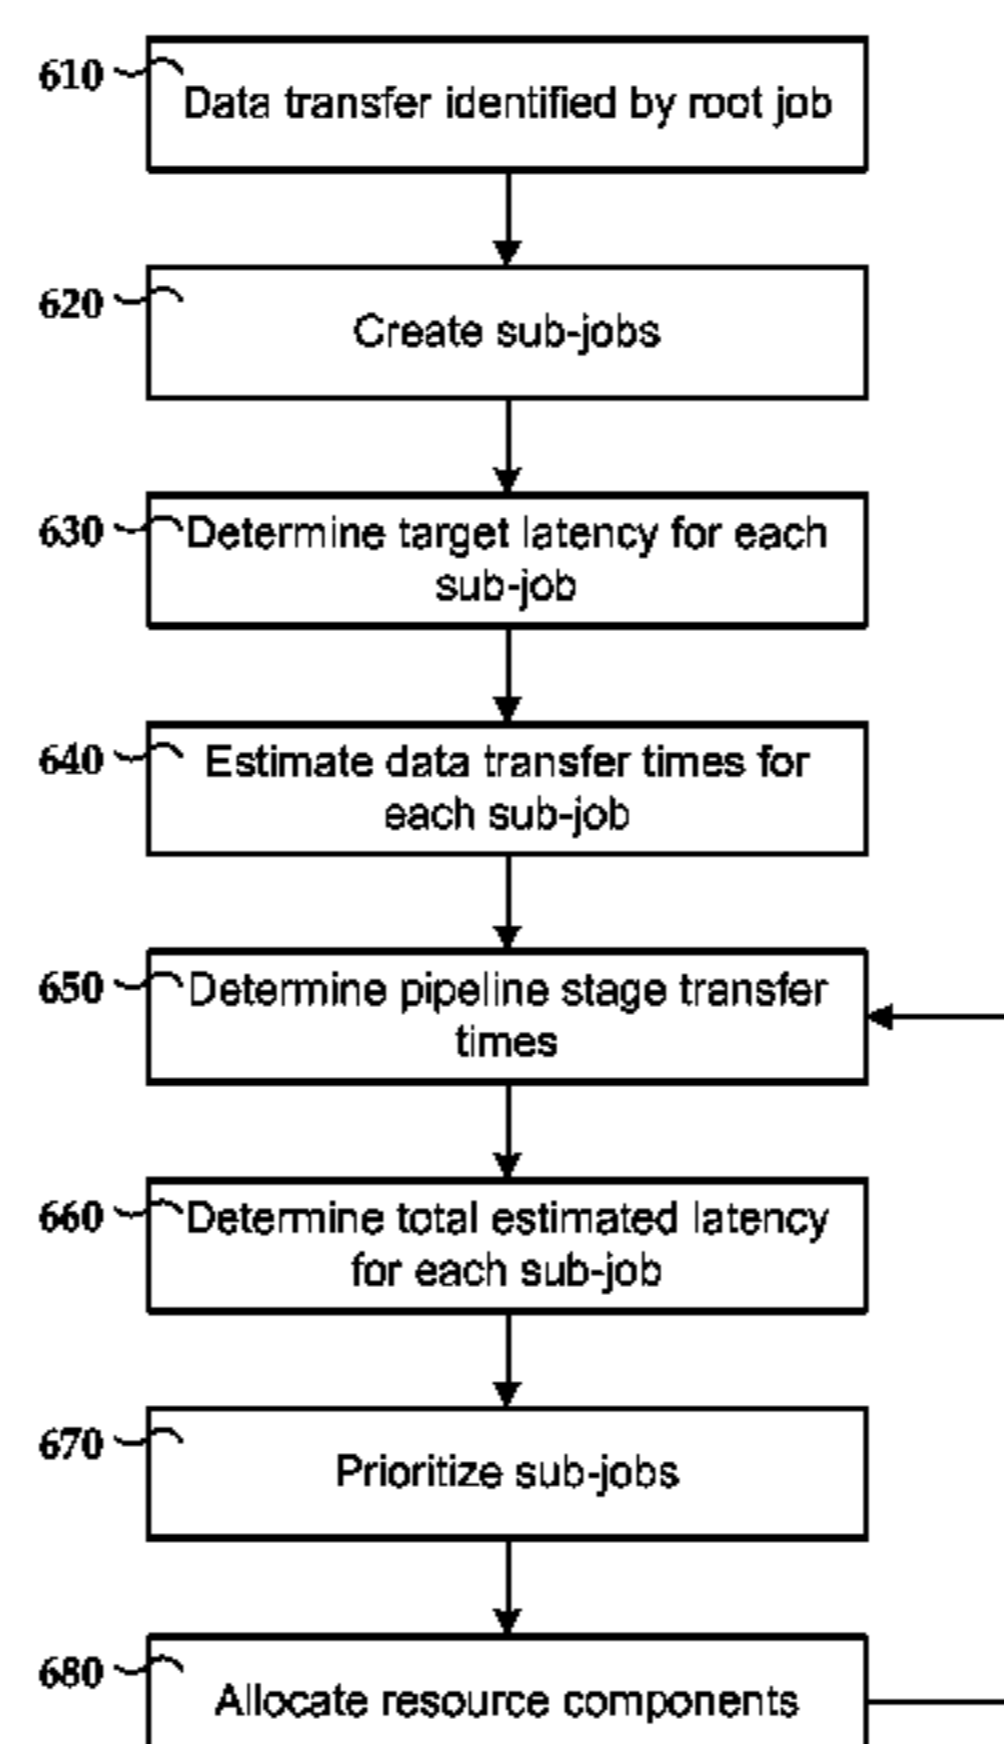 610
Data transfer identified by root job
620
Create sub-jobs
630
Determine target latency for each
sub-job
640
Estimate data transfer times for
each sub-job
650
Determine pipeline stage transfer
times
660
Determine total estimated latency
for each sub-job
670
Prioritize sub-jobs
680
Allocate resource components